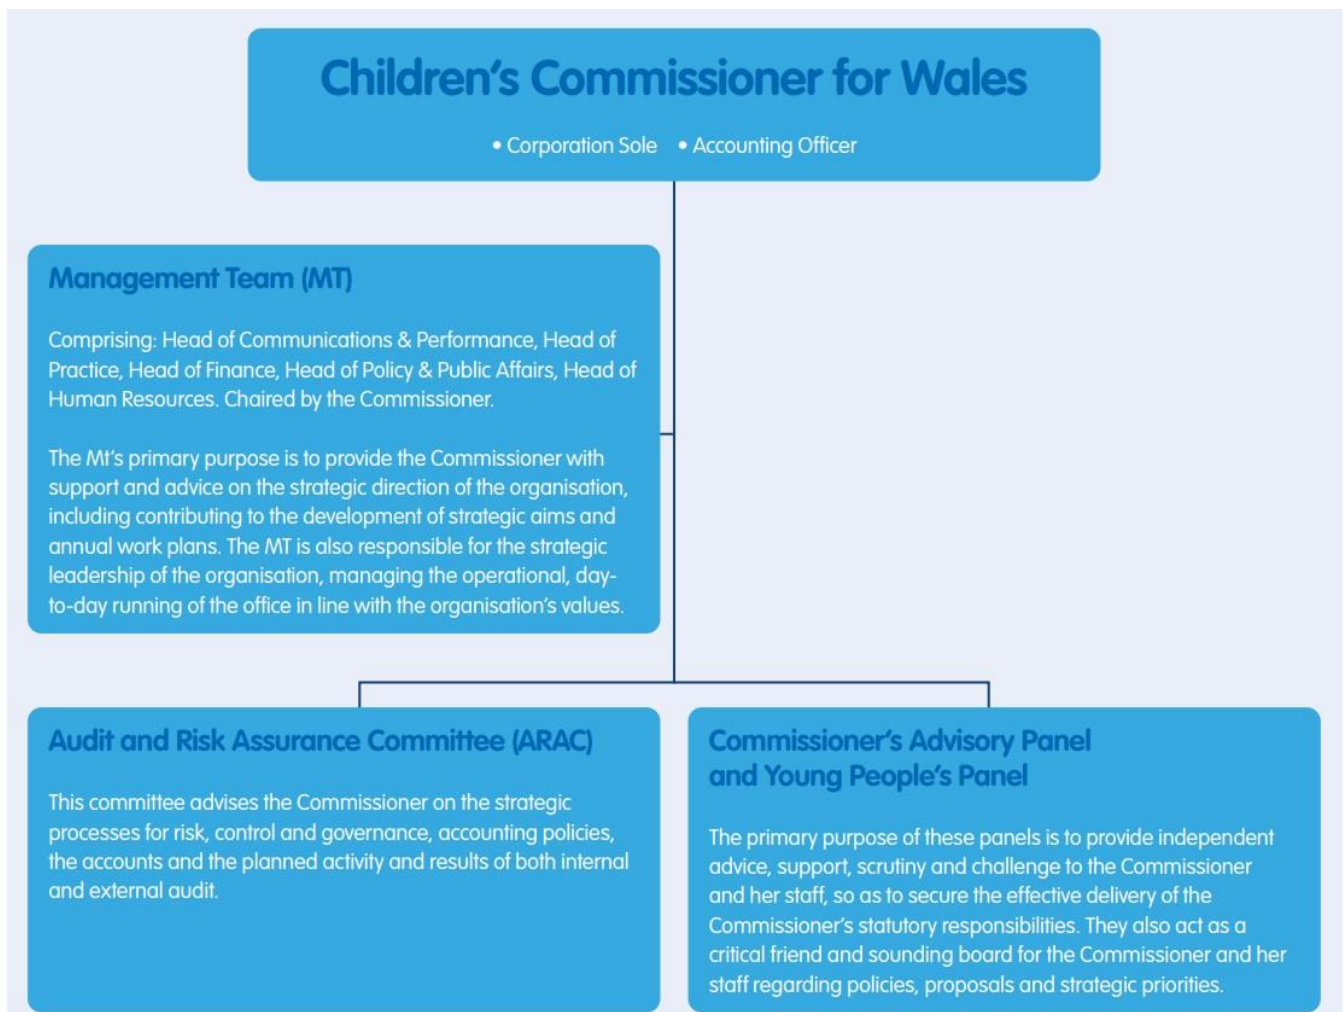 Children's Commissioner for Wales
• Corporation Sole • Accounting Officer
Management Team (MT)
Comprising: Head of Communications & Performance, Head of
Practice, Head of Finance, Head of Policy & Public Affairs, Head of
Human Resources. Chaired by the Commissioner.
The Mt's primary purpose is to provide the Commissioner with
support and advice on the strategic direction of the organisation,
including contributing to the development of strategic aims and
annual work plans. The MT is also responsible for the strategic
leadership of the organisation, managing the operational, day-
to-day running of the office in line with the organisation's values.
Audit and Risk Assurance Committee (ARAC)
This committee advises the Commissioner on the strategic
processes for risk, control and governance, accounting policies,
the accounts and the planned activity and results of both internal
and external audit.
Commissioner's Advisory Panel
and Young People's Panel
The primary purpose of these panels is to provide independent
advice, support, scrutiny and challenge to the Commissioner
and her staff, so as to secure the effective delivery of the
Commissioner's statutory responsibilities. They also act as a
critical friend and sounding board for the Commissioner and her
staff regarding policies, proposals and strategic priorities.